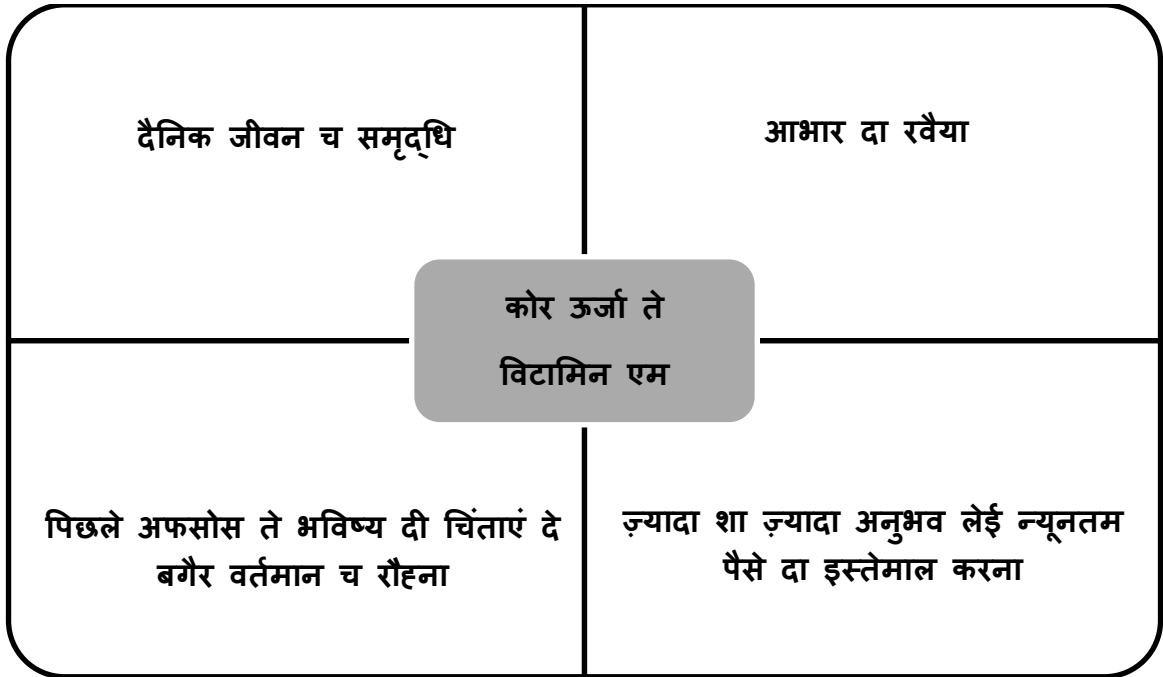 दैनिक जीवन च समृद्धि
आभार दा रवैया
कोर ऊर्जा ते
विटामिन एम
पिछले अफसोस ते भविष्य दी चिंताएं दे
बगैर वर्तमान च रौह्ना
ज़्यादा शा ज़्यादा अनुभव लेई न्यूनतम
पैसे दा इस्तेमाल करना